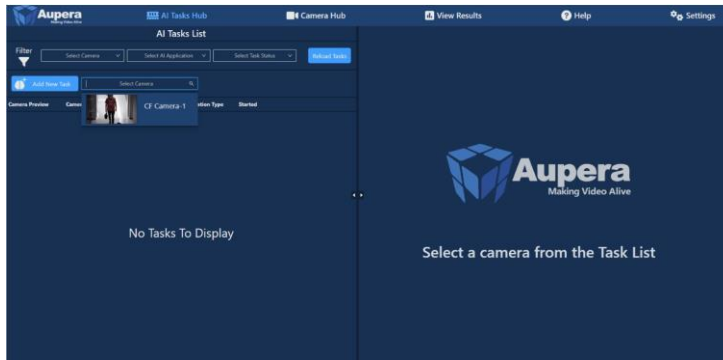 Aupera
Making Video Alive
AI Tasks Hub
Camera Hub
View Results
Help
Settings
AI Tasks List
Filter
Select Camera
Select AI Application
Select Task Status
Reload Tasks
Add New Task
Select Camera
Camera Preview
Started
CF Camera-1
No Tasks To Display
Aupera
Making Video Alive
Select a camera from the Task List